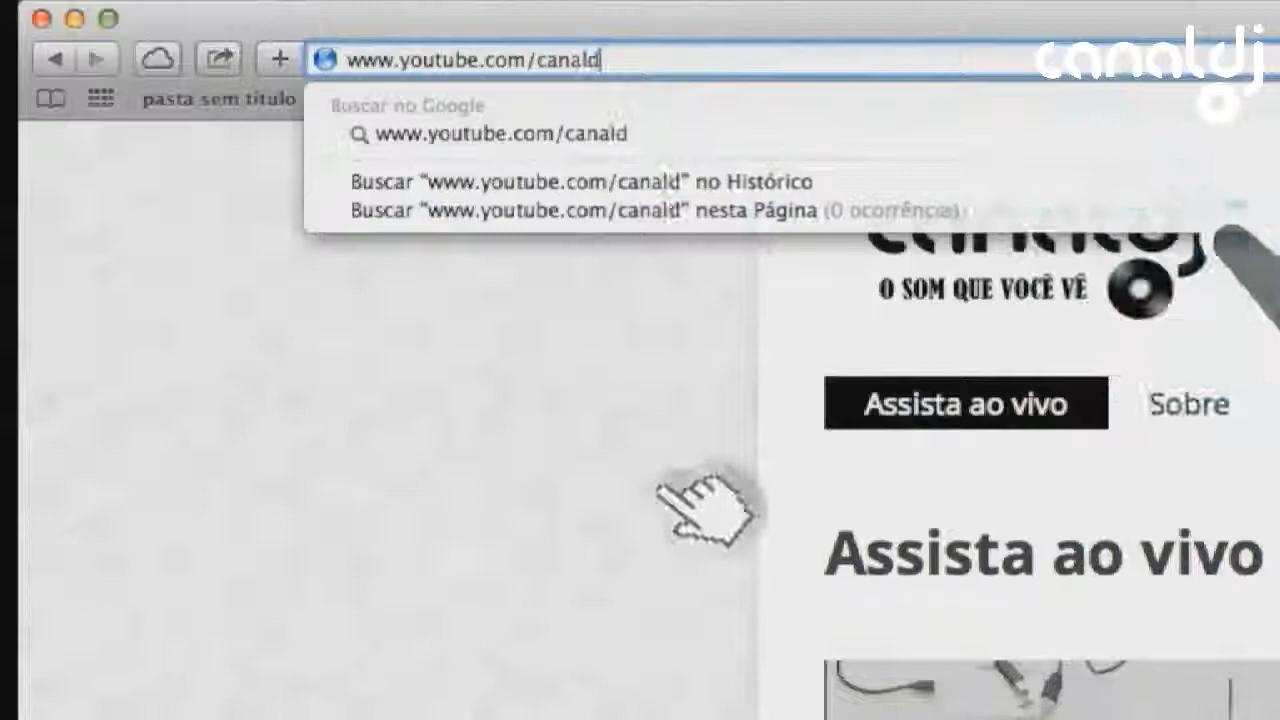 www.youtube.com/canald
canaldj
pasta sem título
Buscar no Google
www.youtube.com/canald
Buscar "www.youtube.com/canald" no Histórico
Buscar "www.youtube.com/canald" nesta Página (0 ocorrências)
canaldj
O SOM QUE VOCÊ VÊ
Assista ao vivo Sobre
Assista ao vivo